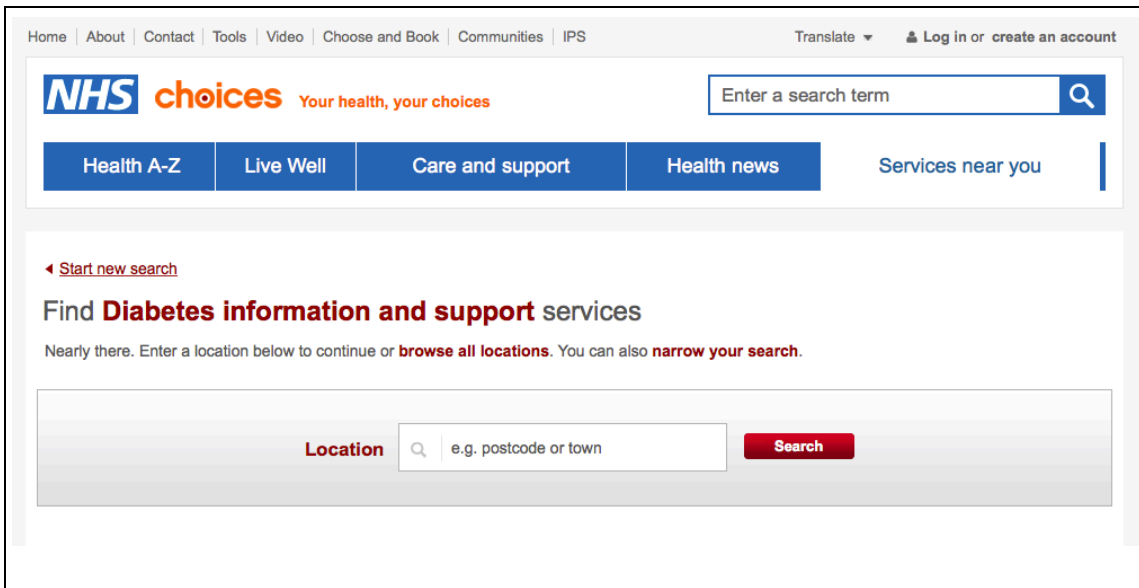 Home About Contact Tools Video Choose and Book Communities IPS Translate Log in or create an account
NHS choices Your health, your choices Enter a search term
Health A-Z Live Well Care and support Health news Services near you
Start new search
Find Diabetes information and support services
Nearly there. Enter a location below to continue or browse all locations. You can also narrow your search.
Location e.g. postcode or town Search